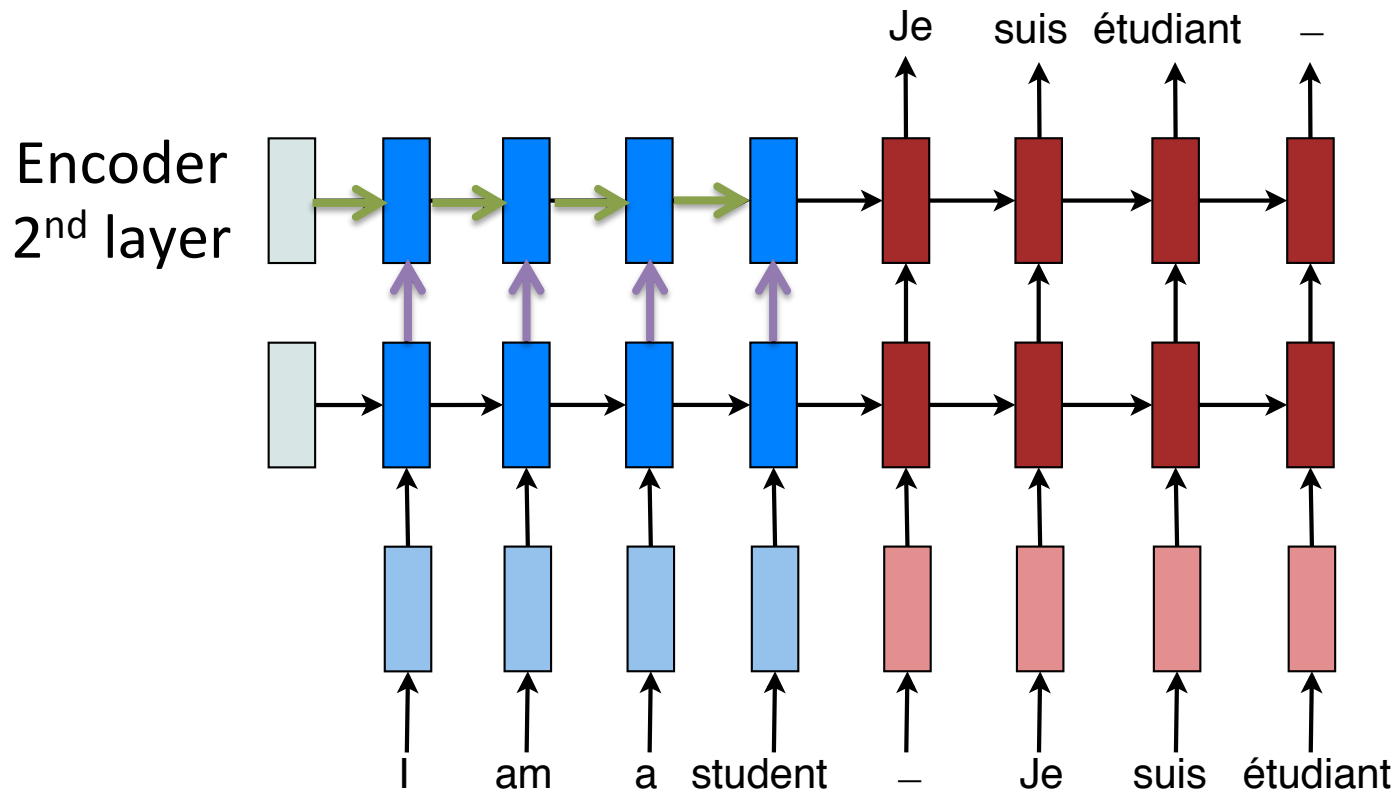 Je suis étudiant –
Encoder
2nd layer
I am a student – Je suis étudiant